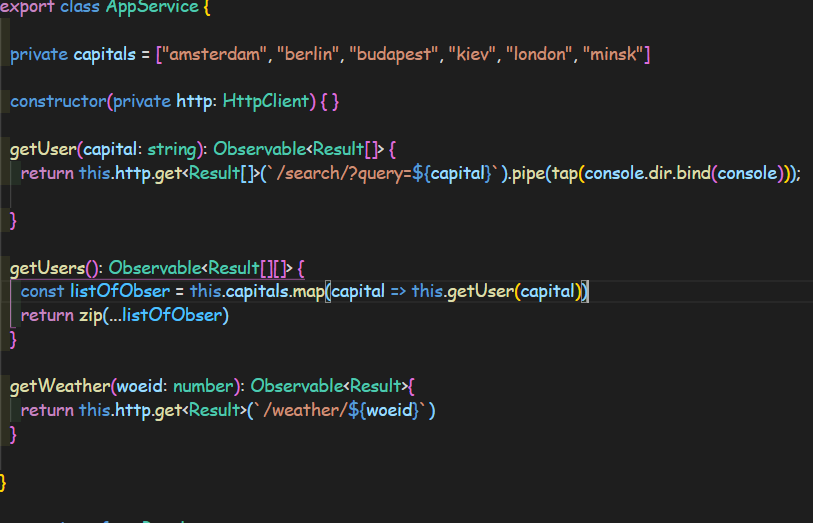 export class AppService {
private capitals = ["amsterdam", "berlin", "budapest", "kiev", "london", "minsk"]
constructor(private http: HttpClient) { }
getUser(capital: string): Observable<Result[]> {
return this.http.get<Result[]>(`/search/?query=${capital}`).pipe(tap(console.dir.bind(console)));
}
getUsers(): Observable<Result[][]> {
const listOfObser = this.capitals.map(capital => this.getUser(capital))
return zip(...listOfObser)
}
getWeather(woeid: number): Observable<Result>{
return this.http.get<Result>(`/weather/${woeid}`)
}
}